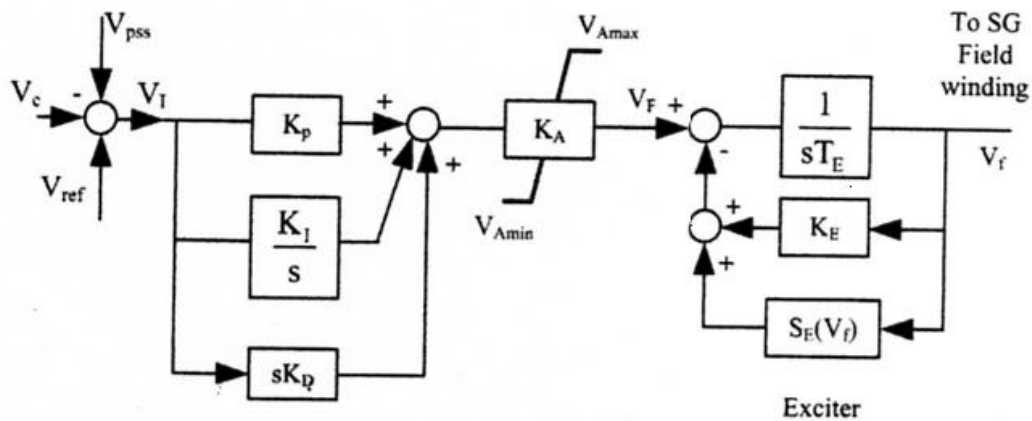 V_pss
-
V_c
V_I
V_ref
K_p
K_I
s
sK_D
+
+
+
V_Amax
K_A
V_Amin
V_F
+
-
1
sT_E
To SG
Field
winding
V_f
+
K_E
+
S_E(V_f)
Exciter